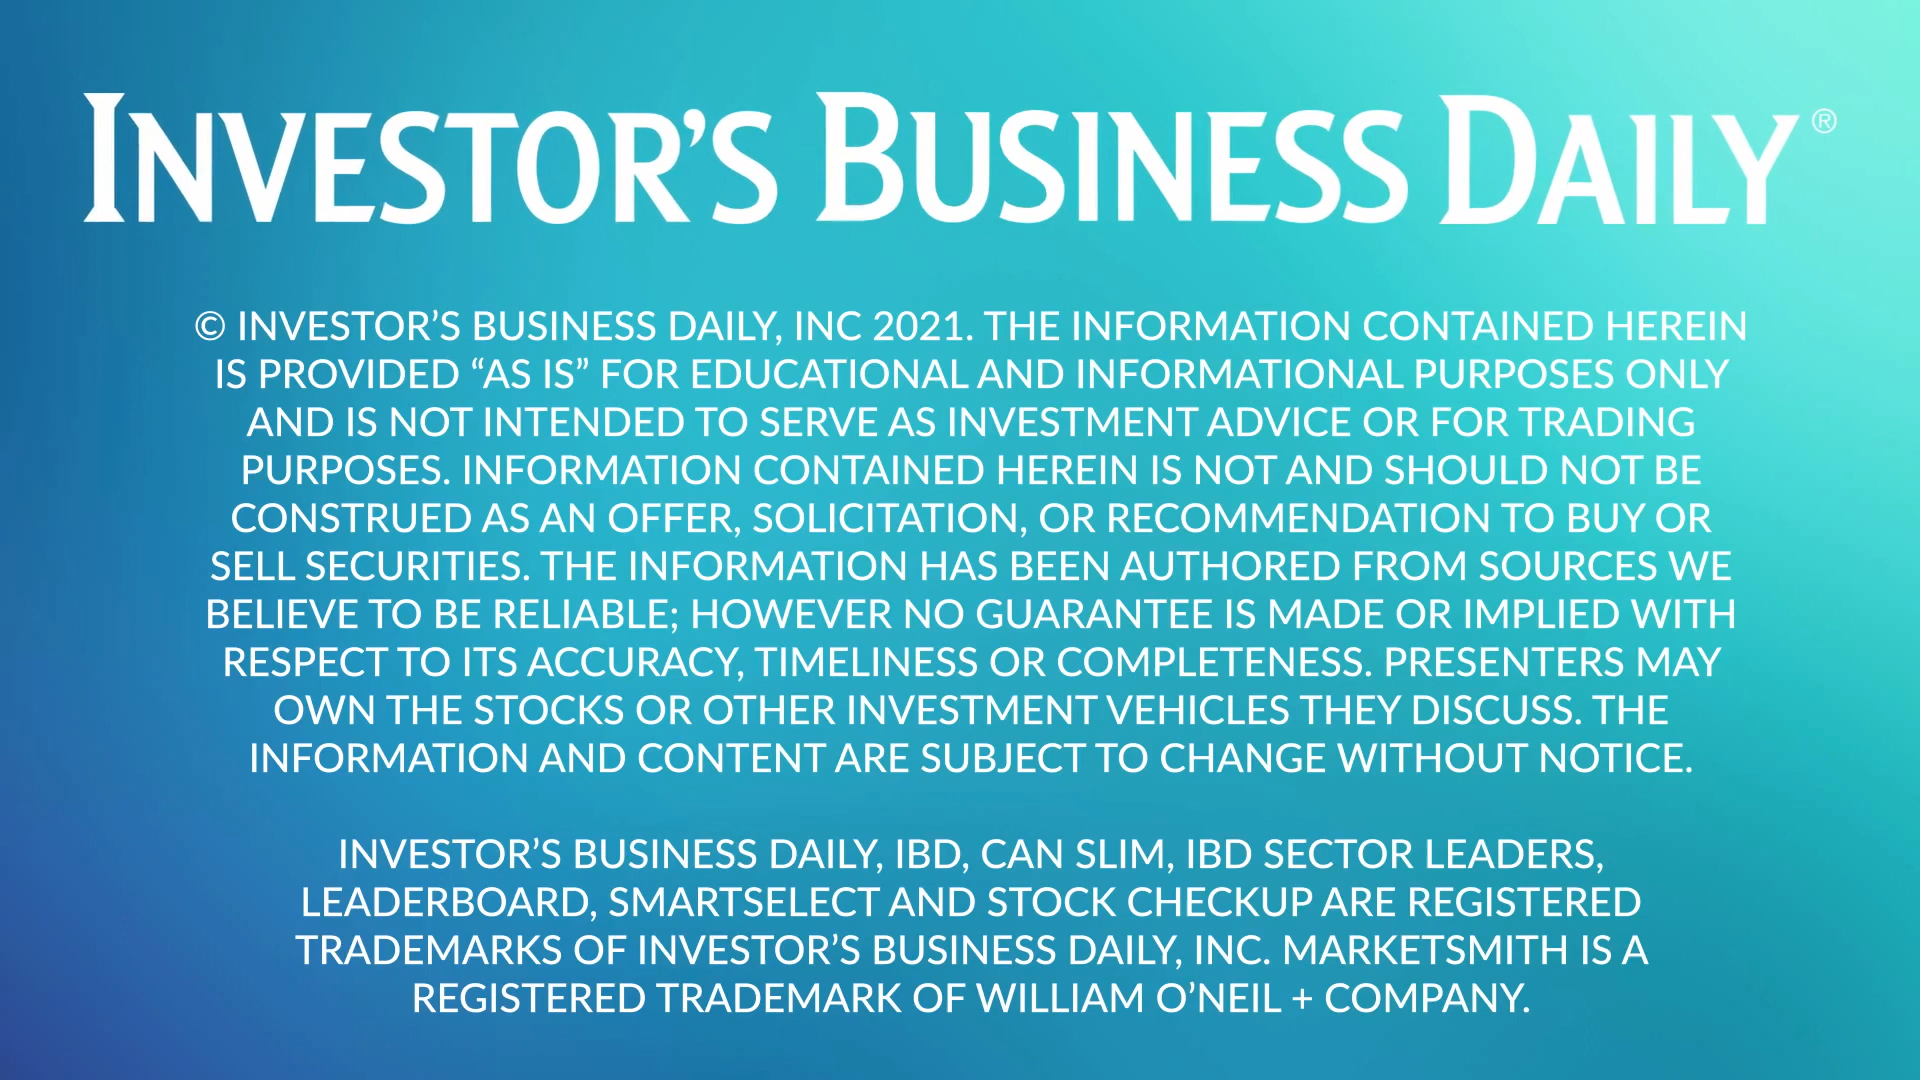 INVESTOR'S BUSINESS DAILY®
© INVESTOR'S BUSINESS DAILY, INC 2021. THE INFORMATION CONTAINED HEREIN
IS PROVIDED “AS IS” FOR EDUCATIONAL AND INFORMATIONAL PURPOSES ONLY
AND IS NOT INTENDED TO SERVE AS INVESTMENT ADVICE OR FOR TRADING
PURPOSES. INFORMATION CONTAINED HEREIN IS NOT AND SHOULD NOT BE
CONSTRUED AS AN OFFER, SOLICITATION, OR RECOMMENDATION TO BUY OR
SELL SECURITIES. THE INFORMATION HAS BEEN AUTHORED FROM SOURCES WE
BELIEVE TO BE RELIABLE; HOWEVER NO GUARANTEE IS MADE OR IMPLIED WITH
RESPECT TO ITS ACCURACY, TIMELINESS OR COMPLETENESS. PRESENTERS MAY
OWN THE STOCKS OR OTHER INVESTMENT VEHICLES THEY DISCUSS. THE
INFORMATION AND CONTENT ARE SUBJECT TO CHANGE WITHOUT NOTICE.
INVESTOR'S BUSINESS DAILY, IBD, CAN SLIM, IBD SECTOR LEADERS,
LEADERBOARD, SMARTSELECT AND STOCK CHECKUP ARE REGISTERED
TRADEMARKS OF INVESTOR'S BUSINESS DAILY, INC. MARKETSMITH IS A
REGISTERED TRADEMARK OF WILLIAM O'NEIL + COMPANY.